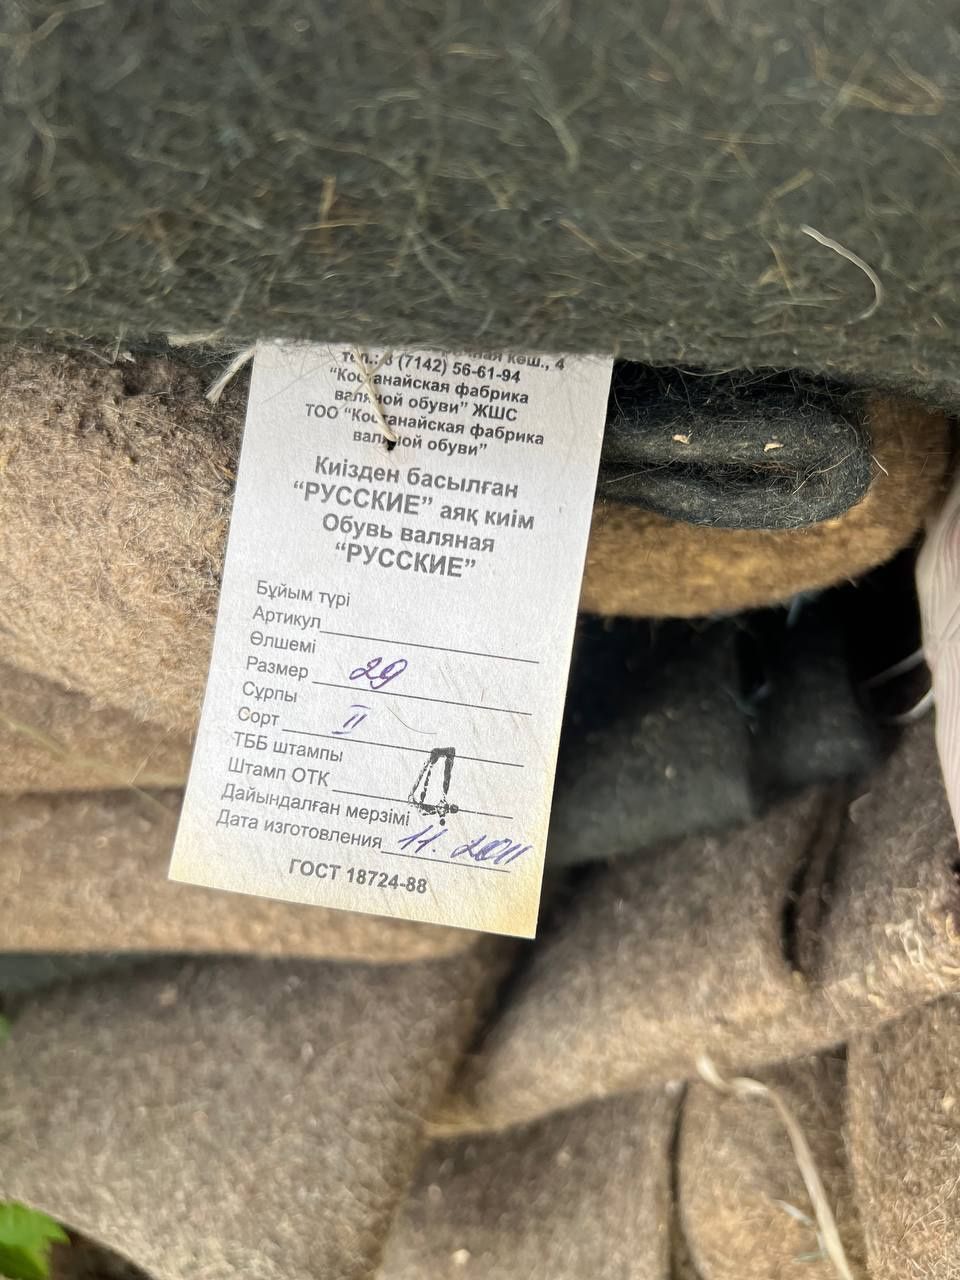 көш., 4
тел.: 8 (7142) 56-61-94
“Костанайская фабрика
валяной обуви” ЖШС
ТОО “Костанайская фабрика
валяной обуви”
Киізден басылған
“РУССКИЕ” аяқ киім
Обувь валяная
“РУССКИЕ”
Бұйым түрі
Артикул
Өлшемі
Размер 29
Сұрпы
Сорт II
ТББ штампы
Штамп ОТК Д
Дайындалған мерзімі
Дата изготовления 11. 2011
ГОСТ 18724-88